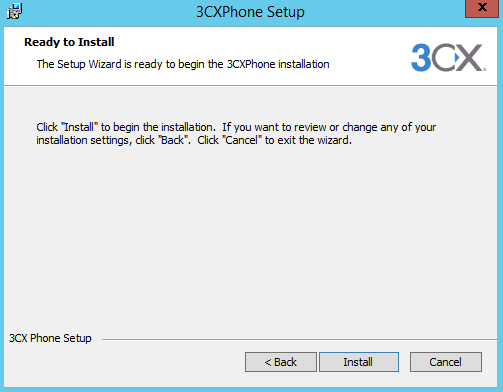 3CXPhone Setup
x
Ready to Install
The Setup Wizard is ready to begin the 3CXPhone installation
3CX
Click "Install" to begin the installation.  If you want to review or change any of your
installation settings, click "Back".  Click "Cancel" to exit the wizard.
3CX Phone Setup
< Back
Install
Cancel